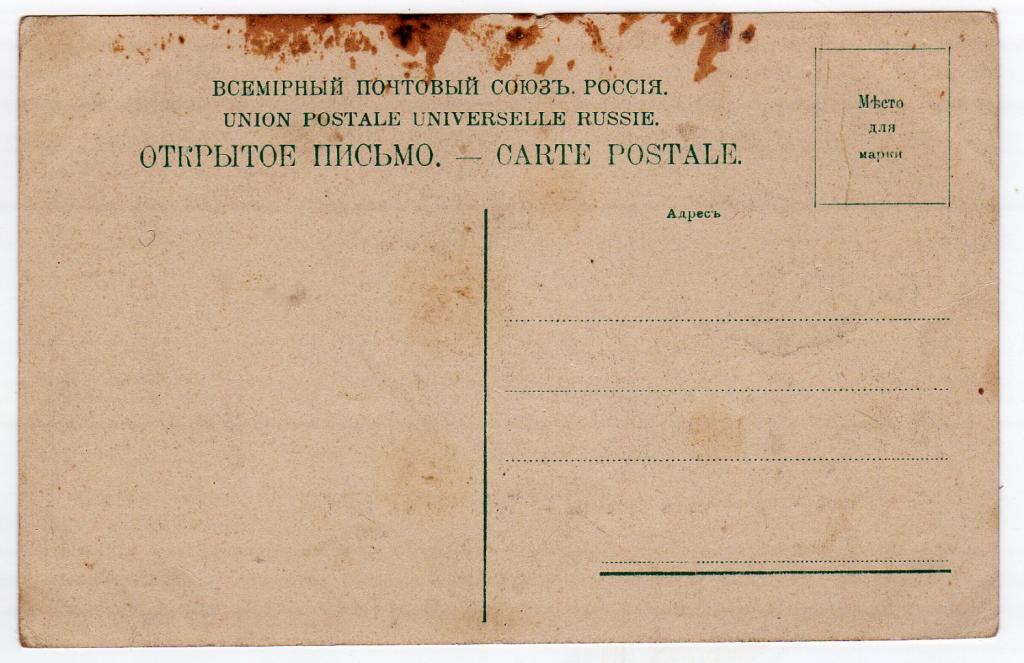 ВСЕМІРНЫЙ ПОЧТОВЫЙ СОЮЗЪ. РОССІЯ.
UNION POSTALE UNIVERSELLE RUSSIE.
ОТКРЫТОЕ ПИСЬМО. — CARTE POSTALE.
Мѣсто
для
марки
Адресъ